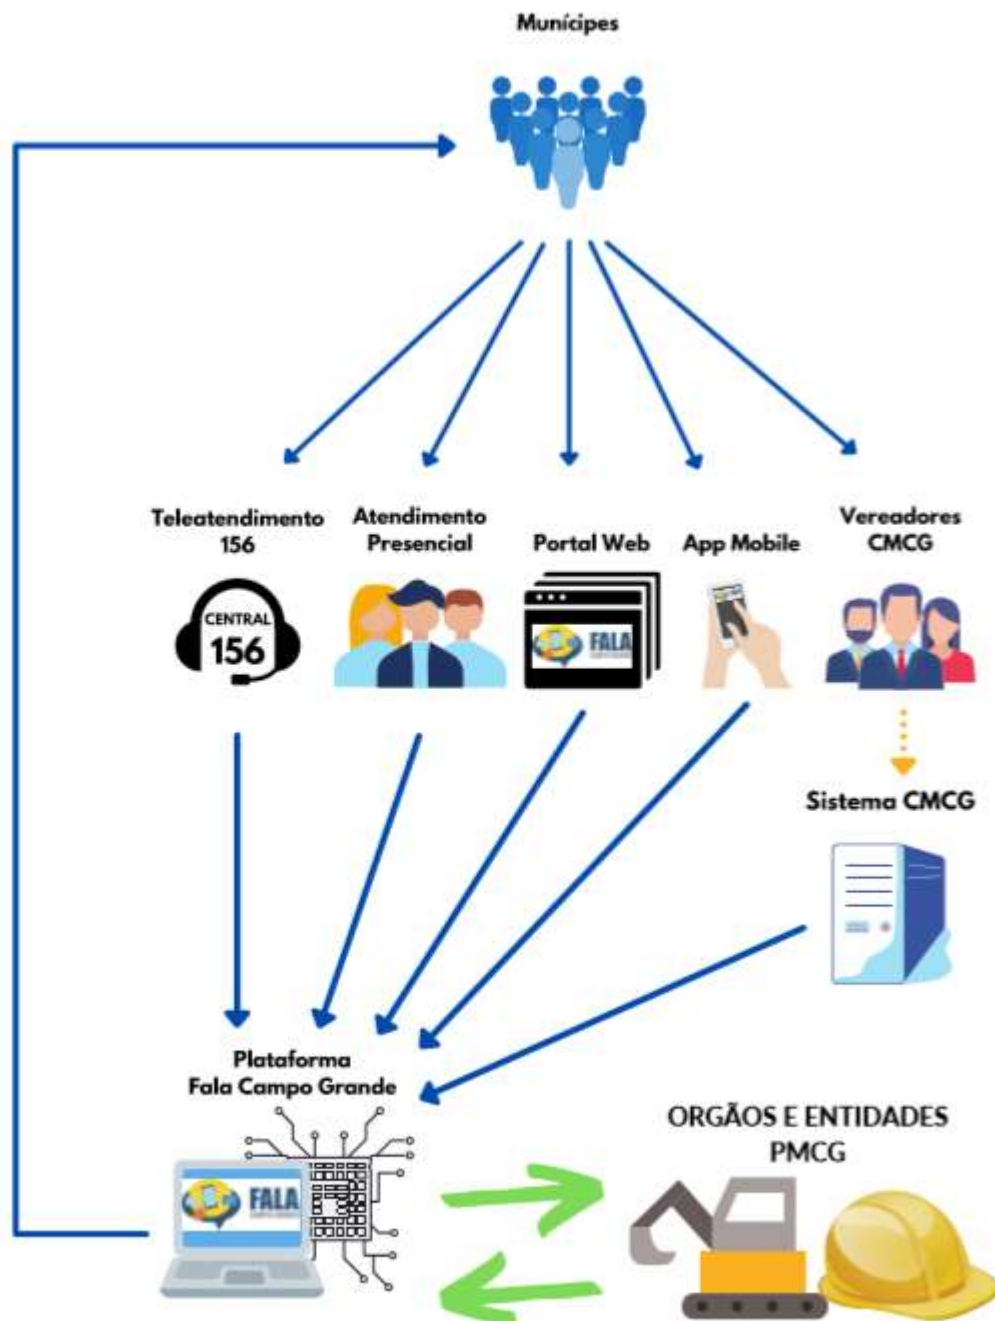 Munícipes
Teleatendimento
156
Atendimento
Presencial
Portal Web
App Mobile
Vereadores
CMCG
CENTRAL
156
FALA
Sistema CMCG
Plataforma
Fala Campo Grande
FALA
ORGÃOS E ENTIDADES
PMCG